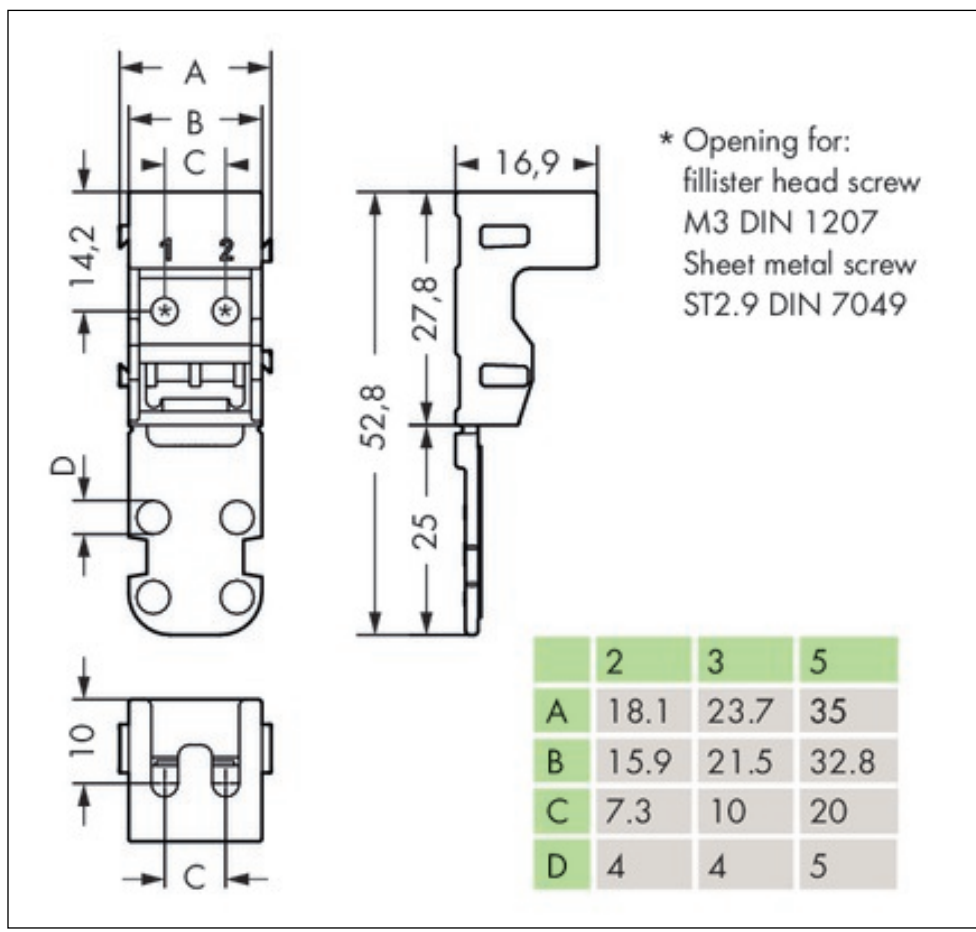 A
B
C
14,2
1 2
* *
D
16,9
27,8
52,8
25
* Opening for:
fillister head screw
M3 DIN 1207
Sheet metal screw
ST2.9 DIN 7049
10
C
2 3 5
A 18.1 23.7 35
B 15.9 21.5 32.8
C 7.3 10 20
D 4 4 5